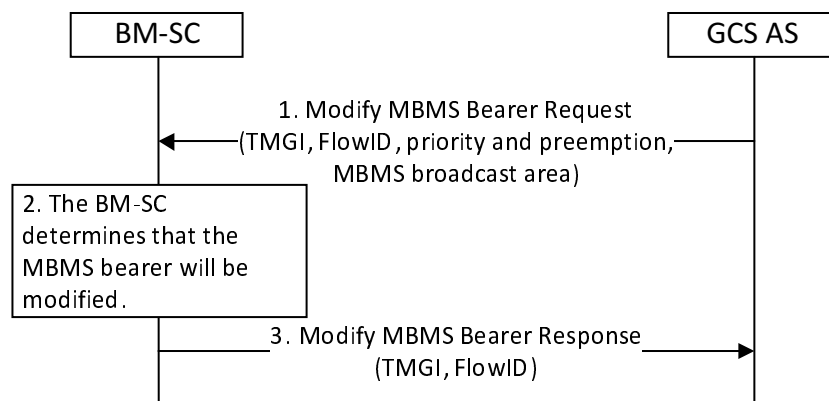 BM-SC
GCS AS
1. Modify MBMS Bearer Request
(TMGI, FlowID, priority and preemption,
MBMS broadcast area)
2. The BM-SC
determines that the
MBMS bearer will be
modified.
3. Modify MBMS Bearer Response
(TMGI, FlowID)